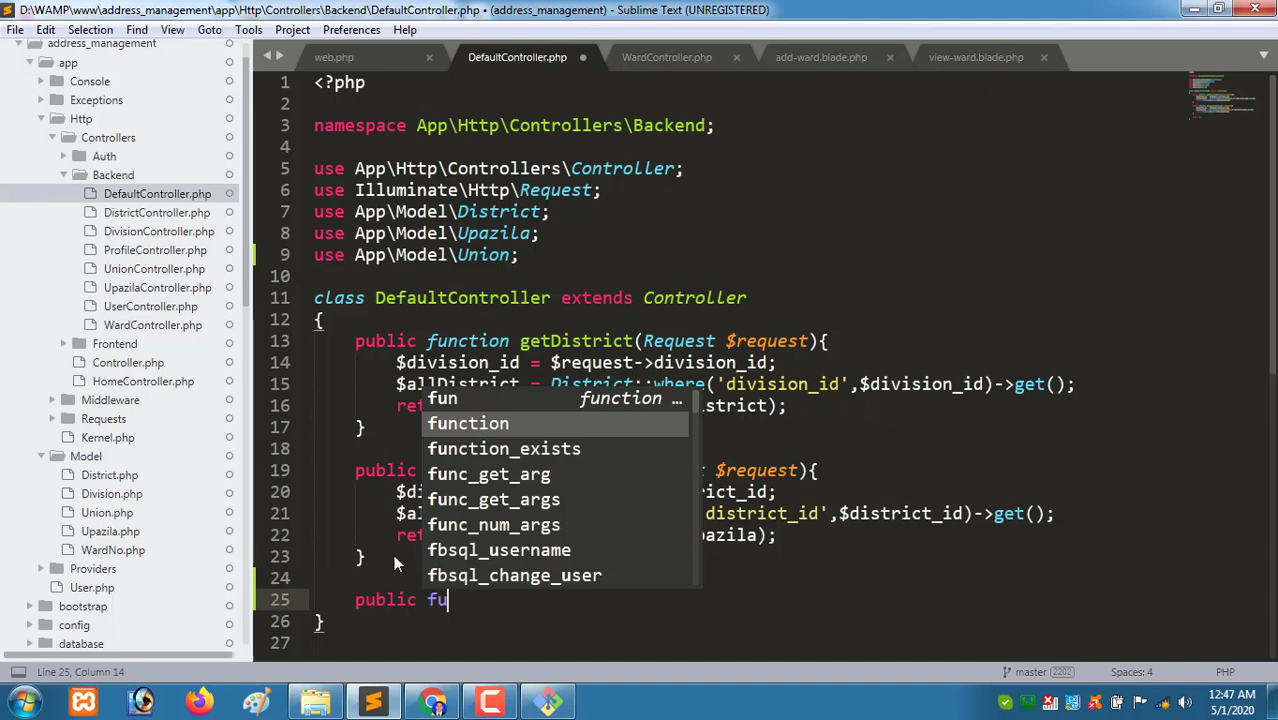 D:\WAMP\www\address_management\app\Http\Controllers\Backend\DefaultController.php • (address_management) - Sublime Text (UNREGISTERED)
File Edit Selection Find View Goto Tools Project Preferences Help
address_management
app
Console
Exceptions
Http
Controllers
Auth
Backend
DefaultController.php
DistrictController.php
DivisionController.php
ProfileController.php
UnionController.php
UpazilaController.php
UserController.php
WardController.php
Frontend
Controller.php
HomeController.php
Middleware
Requests
Kernel.php
Model
District.php
Division.php
Union.php
Upazila.php
WardNo.php
Providers
User.php
bootstrap
config
database
web.php DefaultController.php WardController.php add-ward.blade.php view-ward.blade.php
1 <?php
2
3 namespace App\Http\Controllers\Backend;
4
5 use App\Http\Controllers\Controller;
6 use Illuminate\Http\Request;
7 use App\Model\District;
8 use App\Model\Upazila;
9 use App\Model\Union;
10
11 class DefaultController extends Controller
12 {
13 public function getDistrict(Request $request){
14 $division_id = $request->division_id;
15 $allDistrict = District::where('division_id',$division_id)->get();
16 ret istrict);
17 }
18
19 public t $request){
20 $di rict_id;
21 $al district_id',$district_id)->get();
22 ret pazila);
23 }
24
25 public fu
26 }
27
fun function …
function
function_exists
func_get_arg
func_get_args
func_num_args
fbsql_username
fbsql_change_user
Line 25, Column 14 master 2202 Spaces: 4 PHP
12:47 AM
5/1/2020